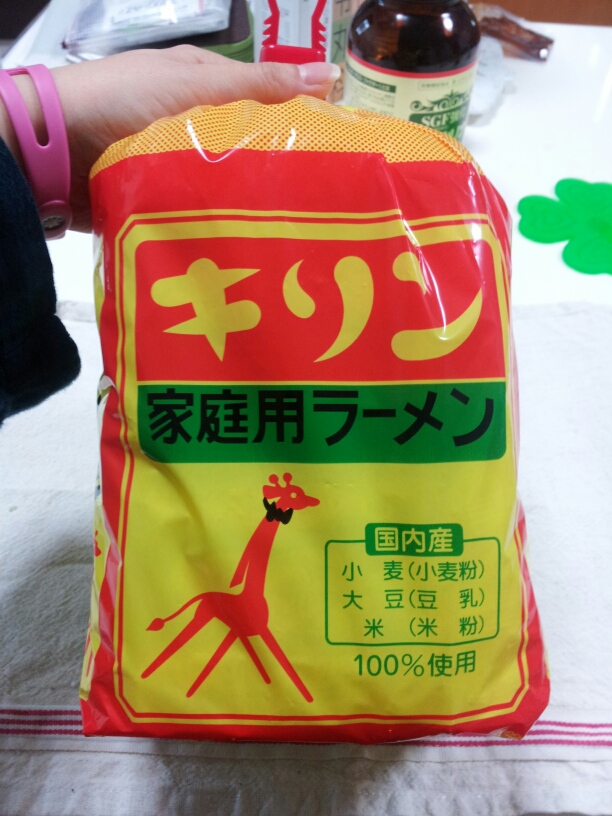 SGF
キリン
家庭用ラーメン
国内産
小 麦(小麦粉)
大 豆(豆 乳)
米 (米 粉)
100%使用